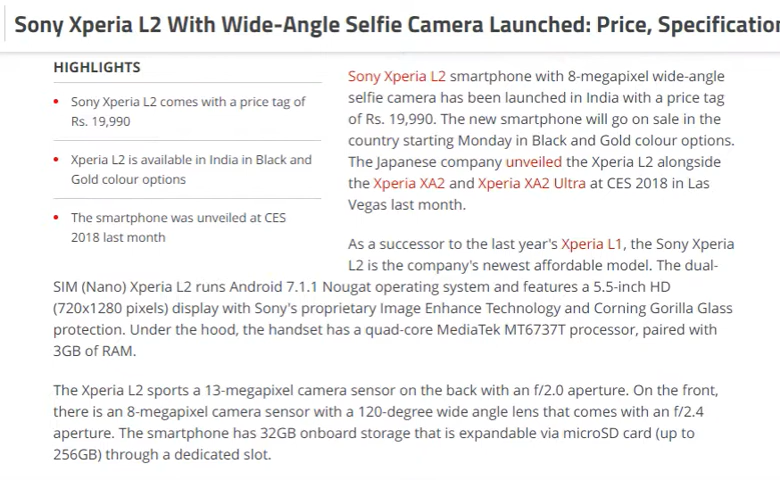 Sony Xperia L2 With Wide-Angle Selfie Camera Launched: Price, Specification
HIGHLIGHTS
Sony Xperia L2 comes with a price tag of
Rs. 19,990
Xperia L2 is available in India in Black and
Gold colour options
The smartphone was unveiled at CES
2018 last month
Sony Xperia L2 smartphone with 8-megapixel wide-angle
selfie camera has been launched in India with a price tag
of Rs. 19,990. The new smartphone will go on sale in the
country starting Monday in Black and Gold colour options.
The Japanese company unveiled the Xperia L2 alongside
the Xperia XA2 and Xperia XA2 Ultra at CES 2018 in Las
Vegas last month.
As a successor to the last year's Xperia L1, the Sony Xperia
L2 is the company's newest affordable model. The dual-
SIM (Nano) Xperia L2 runs Android 7.1.1 Nougat operating system and features a 5.5-inch HD
(720x1280 pixels) display with Sony's proprietary Image Enhance Technology and Corning Gorilla Glass
protection. Under the hood, the handset has a quad-core MediaTek MT6737T processor, paired with
3GB of RAM.
The Xperia L2 sports a 13-megapixel camera sensor on the back with an f/2.0 aperture. On the front,
there is an 8-megapixel camera sensor with a 120-degree wide angle lens that comes with an f/2.4
aperture. The smartphone has 32GB onboard storage that is expandable via microSD card (up to
256GB) through a dedicated slot.